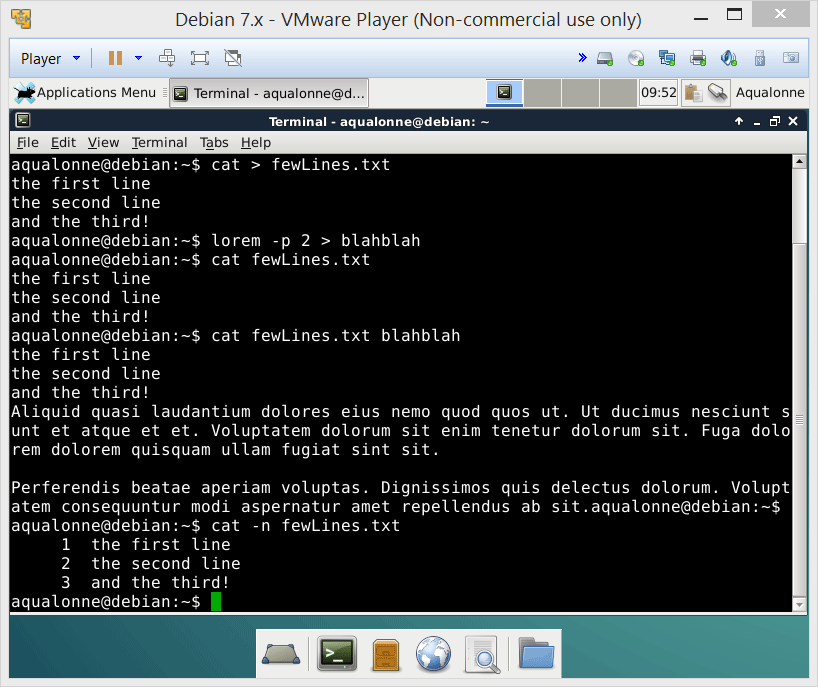 Debian 7.x - VMware Player (Non-commercial use only)
Player
Applications Menu
Terminal - aqualonne@d...
09:52
Aqualonne
Terminal - aqualonne@debian: ~
File Edit View Terminal Tabs Help
aqualonne@debian:~$ cat > fewLines.txt
the first line
the second line
and the third!
aqualonne@debian:~$ lorem -p 2 > blahblah
aqualonne@debian:~$ cat fewLines.txt
the first line
the second line
and the third!
aqualonne@debian:~$ cat fewLines.txt blahblah
the first line
the second line
and the third!
Aliquid quasi laudantium dolores eius nemo quod quos ut. Ut ducimus nesciunt s
unt et atque et et. Voluptatem dolorum sit enim tenetur dolorum sit. Fuga dolo
rem dolorem quisquam ullam fugiat sint sit.

Perferendis beatae aperiam voluptas. Dignissimos quis delectus dolorum. Volupt
atem consequuntur modi aspernatur amet repellendus ab sit.aqualonne@debian:~$
aqualonne@debian:~$ cat -n fewLines.txt
     1  the first line
     2  the second line
     3  and the third!
aqualonne@debian:~$